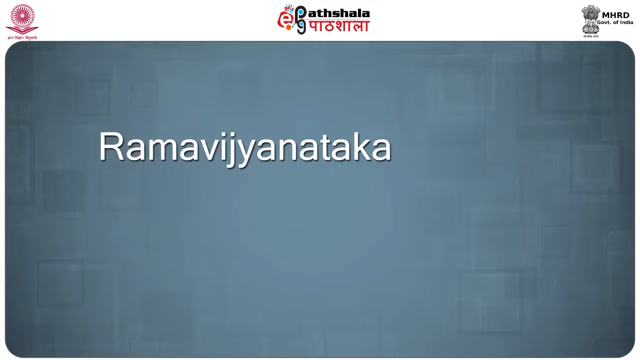 ePathshala
पाठशाला
MHRD
Govt. of India
Ramavijyanataka